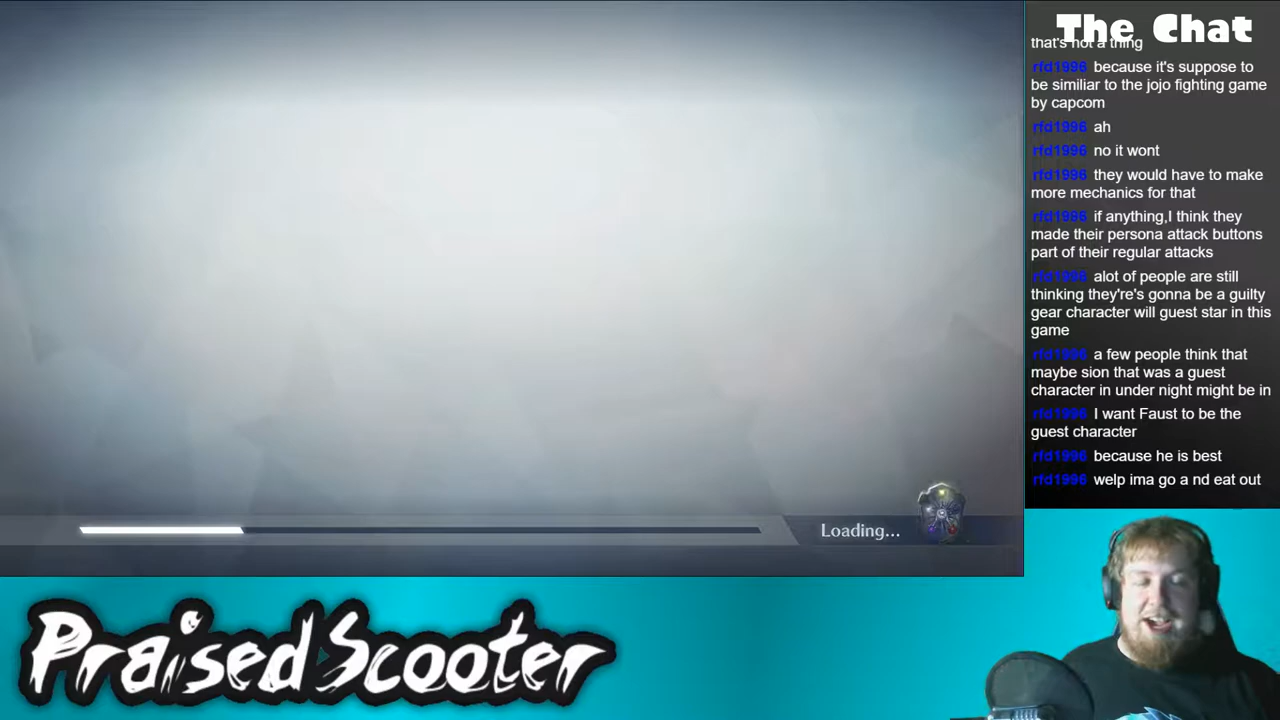 The Chat
that's not a thing
rfd1996 because it's suppose to
be similiar to the jojo fighting game
by capcom
rfd1996 ah
rfd1996 no it wont
rfd1996 they would have to make
more mechanics for that
rfd1996 if anything,I think they
made their persona attack buttons
part of their regular attacks
rfd1996 alot of people are still
thinking they're's gonna be a guilty
gear character will guest star in this
game
rfd1996 a few people think that
maybe sion that was a guest
character in under night might be in
rfd1996 I want Faust to be the
guest character
rfd1996 because he is best
rfd1996 welp ima go a nd eat out
Loading...
PraisedScooter